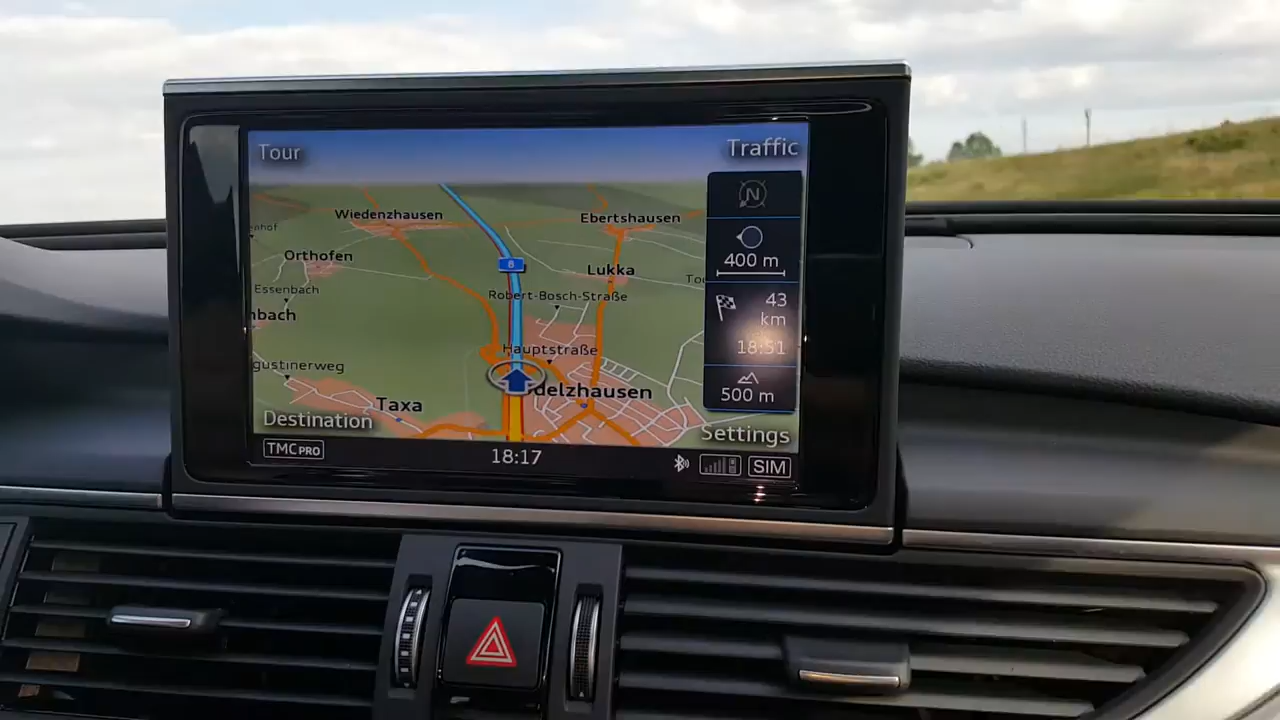 Tour
Traffic
N
Wiedenzhausen
Ebertshausen
Orthofen
8
Lukka
400 m
Essenbach
Robert-Bosch-Straße
43
km
18:51
Hauptstraße
delzhausen
Taxa
500 m
Destination
Settings
TMC PRO
18:17
SIM